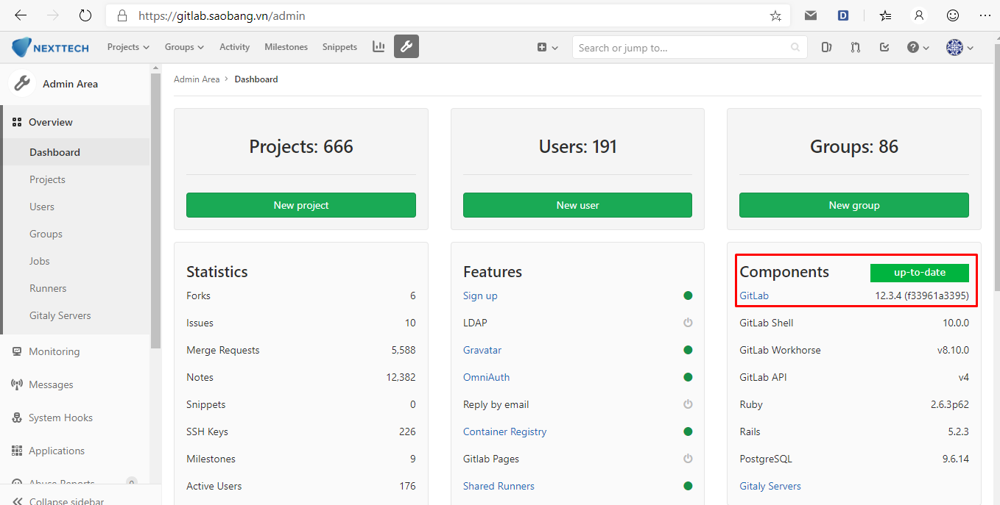 https://gitlab.saobang.vn/admin
D
NEXTTECH Projects Groups Activity Milestones Snippets Search or jump to...
Admin Area
Overview
Dashboard
Projects
Users
Groups
Jobs
Runners
Gitaly Servers
Monitoring
Messages
System Hooks
Applications
Abuse Reports 0
Collapse sidebar
Admin Area > Dashboard
Projects: 666
New project
Users: 191
New user
Groups: 86
New group
Statistics
Forks 6
Issues 10
Merge Requests 5,588
Notes 12,382
Snippets 0
SSH Keys 226
Milestones 9
Active Users 176
Features
Sign up
LDAP
Gravatar
OmniAuth
Reply by email
Container Registry
Gitlab Pages
Shared Runners
Components up-to-date
GitLab 12.3.4 (f33961a3395)
GitLab Shell 10.0.0
GitLab Workhorse v8.10.0
GitLab API v4
Ruby 2.6.3p62
Rails 5.2.3
PostgreSQL 9.6.14
Gitaly Servers